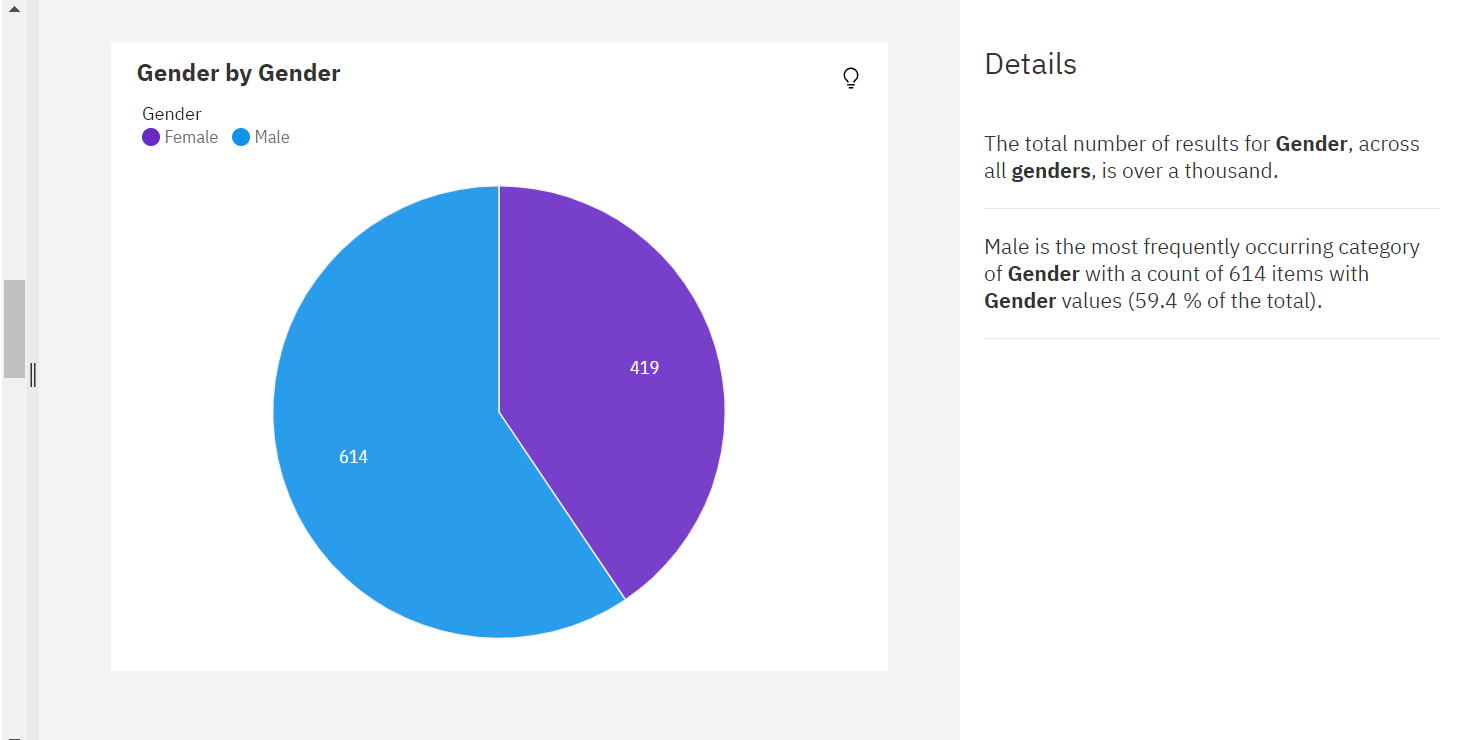 Gender by Gender
Gender
Female Male
419
614
Details
The total number of results for Gender, across
all genders, is over a thousand.
Male is the most frequently occurring category
of Gender with a count of 614 items with
Gender values (59.4 % of the total).